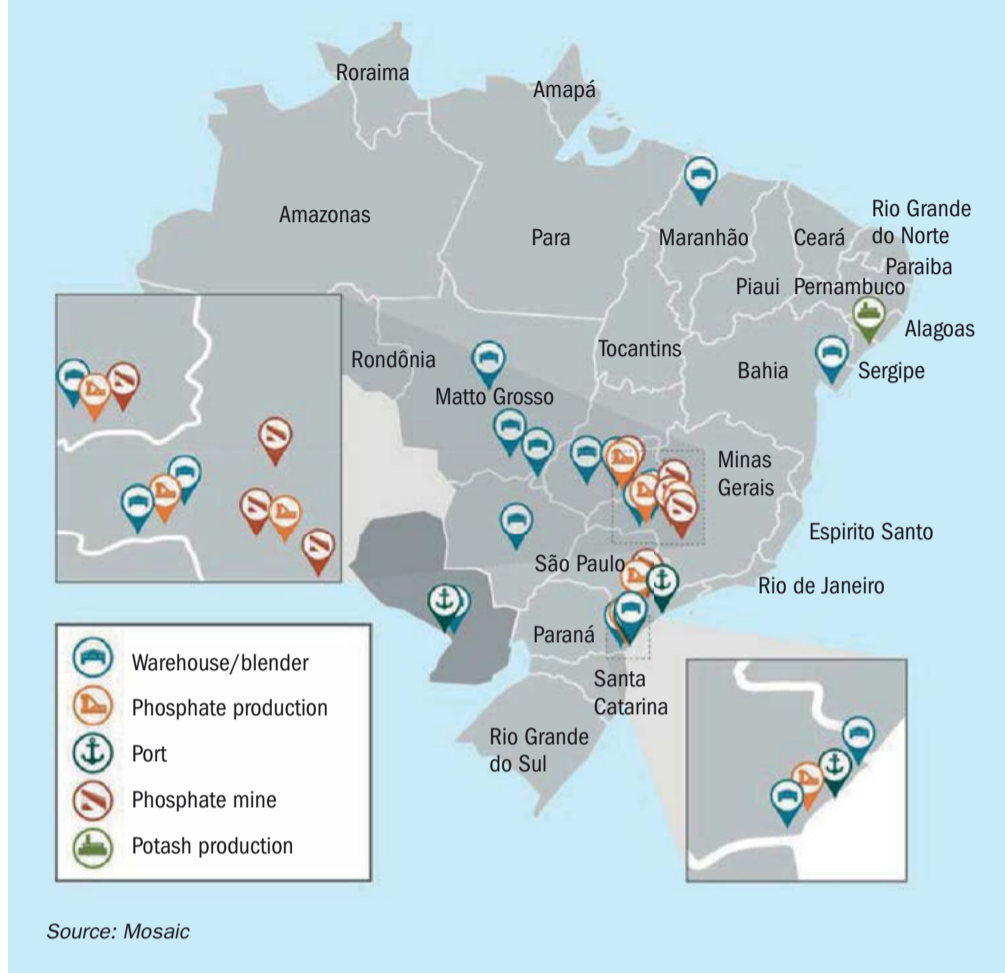 Roraima
Amapá
Amazonas
Para
Maranhão
Ceará
Rio Grande
do Norte
Paraiba
Piaui
Pernambuco
Alagoas
Rondônia
Tocantins
Bahia
Sergipe
Matto Grosso
Minas
Gerais
Espirito Santo
São Paulo
Rio de Janeiro
Paraná
Santa
Catarina
Rio Grande
do Sul
Warehouse/blender
Phosphate production
Port
Phosphate mine
Potash production
Source: Mosaic